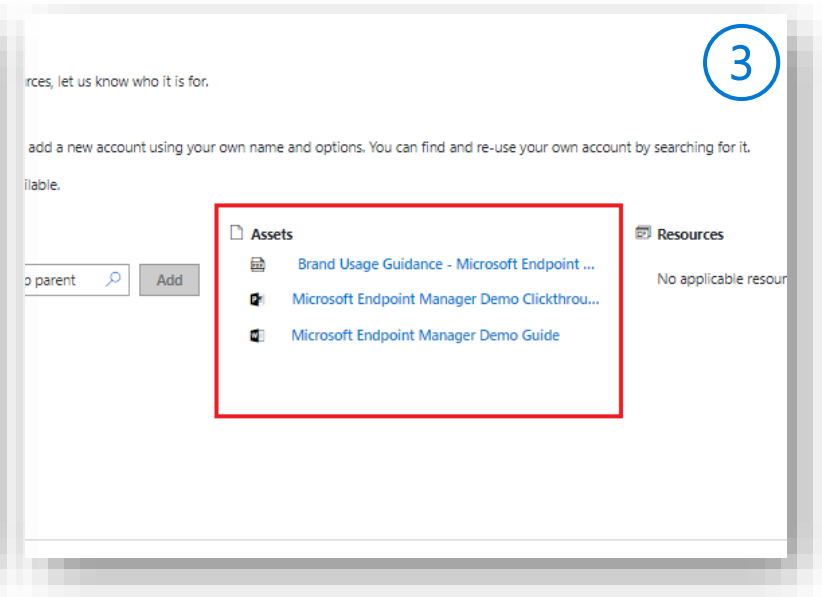 3
rces, let us know who it is for.
add a new account using your own name and options. You can find and re-use your own account by searching for it.
ilable.
Assets
Resources
Brand Usage Guidance - Microsoft Endpoint ...
No applicable resour
parent
Add
Microsoft Endpoint Manager Demo Clickthrou...
Microsoft Endpoint Manager Demo Guide